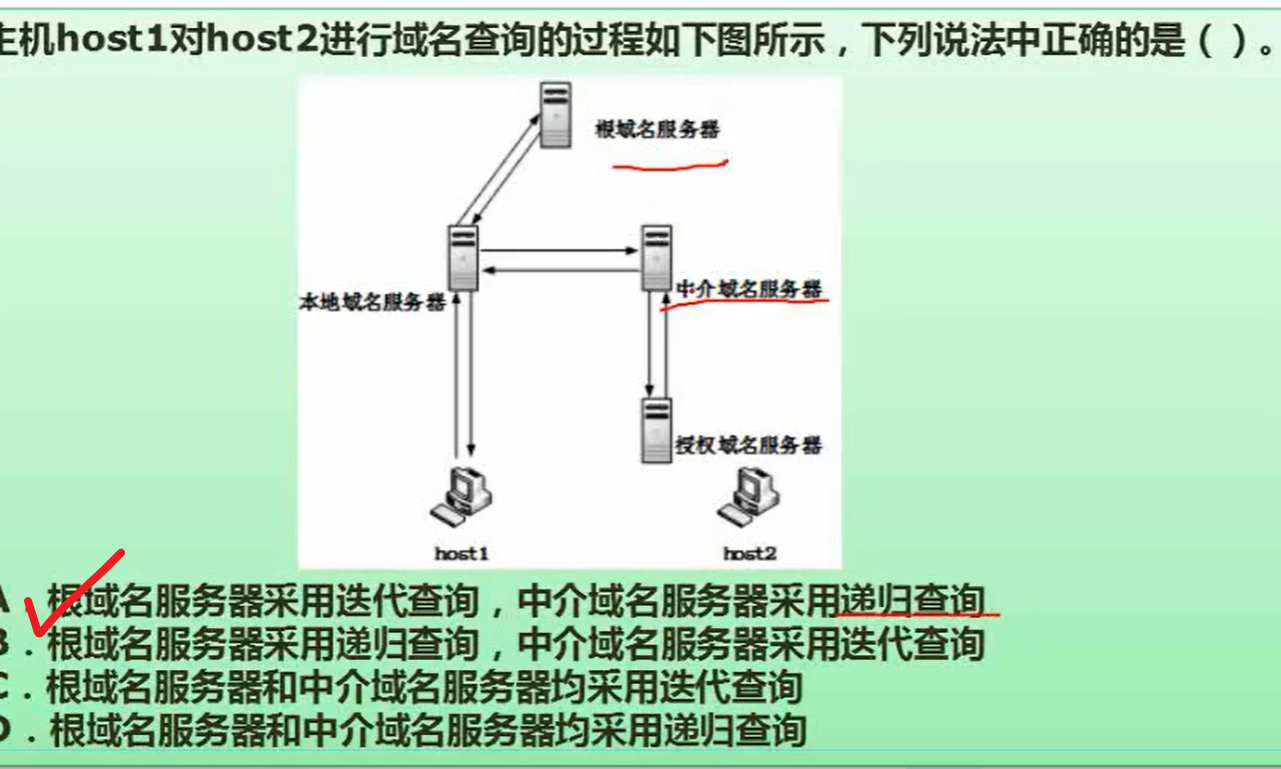 主机host1对host2进行域名查询的过程如下图所示，下列说法中正确的是（ ）。
根域名服务器
中介域名服务器
本地域名服务器
授权域名服务器
host1 host2
A．根域名服务器采用迭代查询，中介域名服务器采用递归查询
B．根域名服务器采用递归查询，中介域名服务器采用迭代查询
C．根域名服务器和中介域名服务器均采用迭代查询
D．根域名服务器和中介域名服务器均采用递归查询